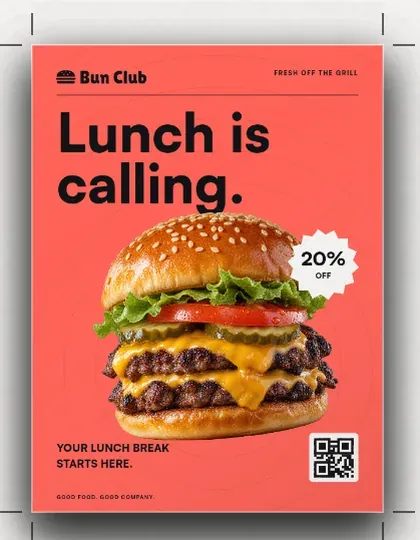 Bun Club
FRESH OFF THE GRILL
Lunch is
calling.
20%
OFF
YOUR LUNCH BREAK
STARTS HERE.
GOOD FOOD. GOOD COMPANY.